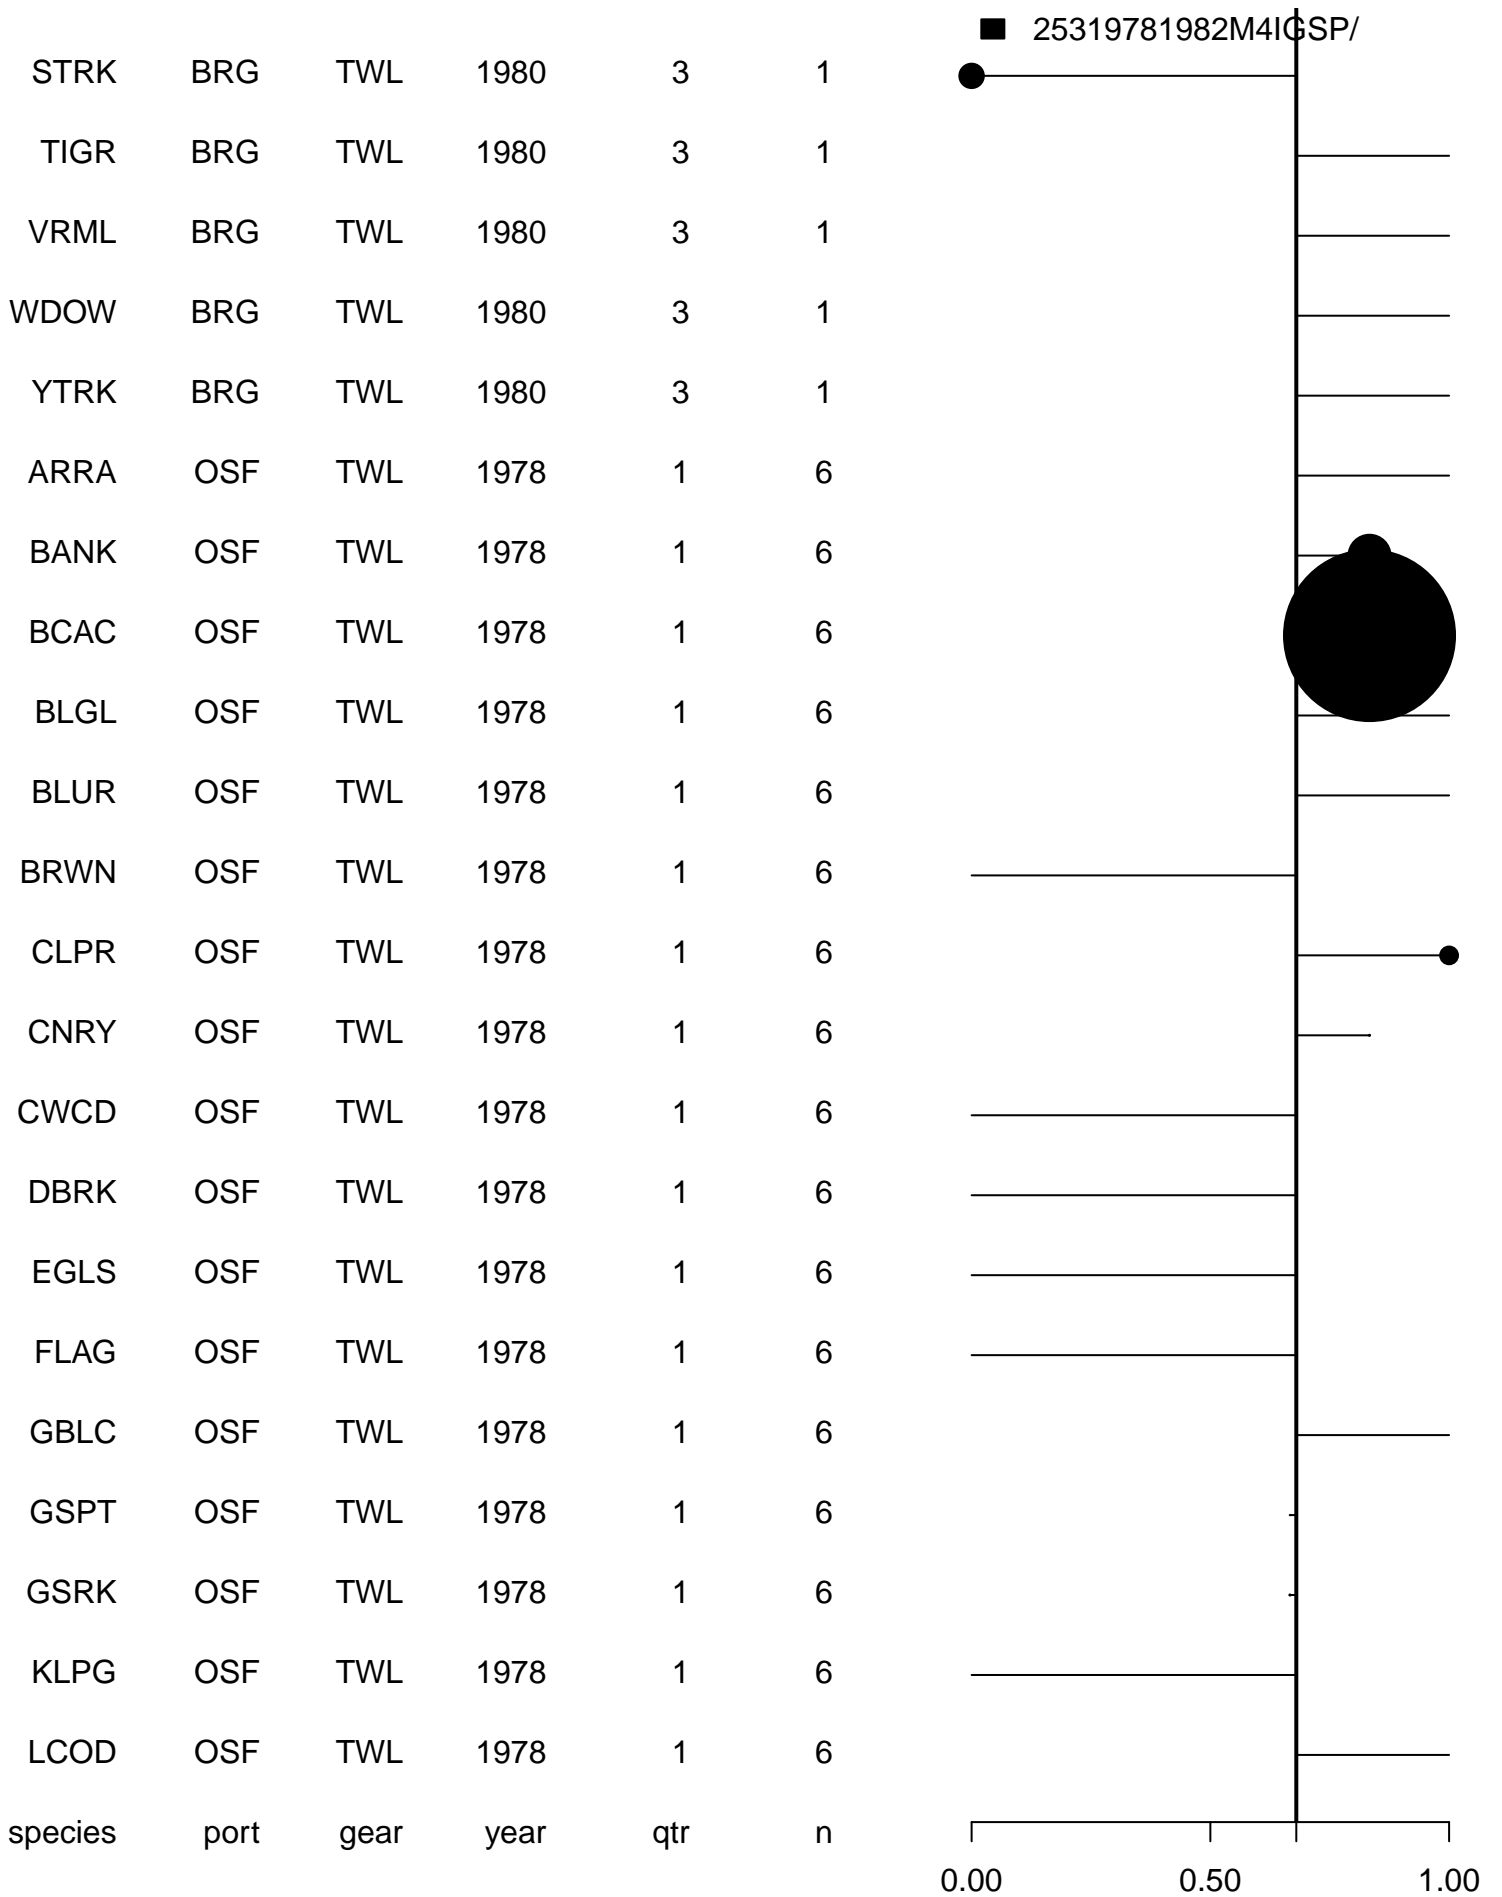 25319781982M4IGSP/
STRK BRG TWL 1980 3 1
TIGR BRG TWL 1980 3 1
VRML BRG TWL 1980 3 1
WDOW BRG TWL 1980 3 1
YTRK BRG TWL 1980 3 1
ARRA OSF TWL 1978 1 6
BANK OSF TWL 1978 1 6
BCAC OSF TWL 1978 1 6
BLGL OSF TWL 1978 1 6
BLUR OSF TWL 1978 1 6
BRWN OSF TWL 1978 1 6
CLPR OSF TWL 1978 1 6
CNRY OSF TWL 1978 1 6
CWCD OSF TWL 1978 1 6
DBRK OSF TWL 1978 1 6
EGLS OSF TWL 1978 1 6
FLAG OSF TWL 1978 1 6
GBLC OSF TWL 1978 1 6
GSPT OSF TWL 1978 1 6
GSRK OSF TWL 1978 1 6
KLPG OSF TWL 1978 1 6
LCOD OSF TWL 1978 1 6
species port gear year qtr n
0.00 0.50 1.00